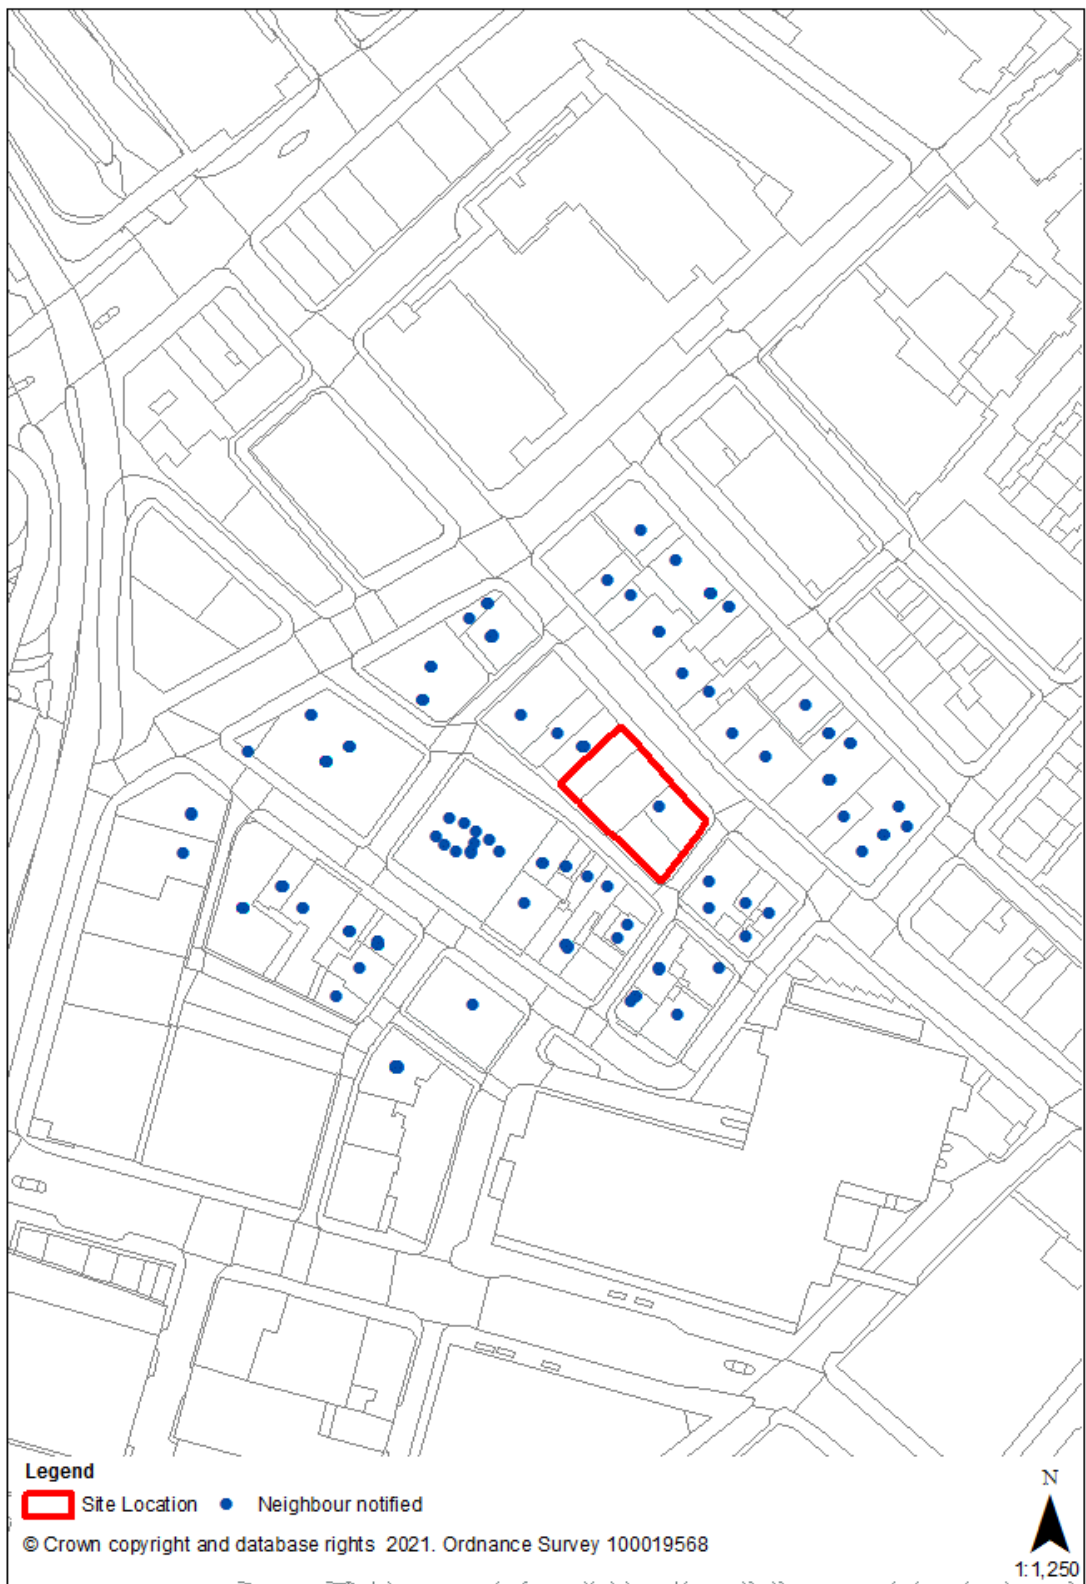 Legend
Site Location Neighbour notified
© Crown copyright and database rights 2021. Ordnance Survey 100019568
N
1:1,250